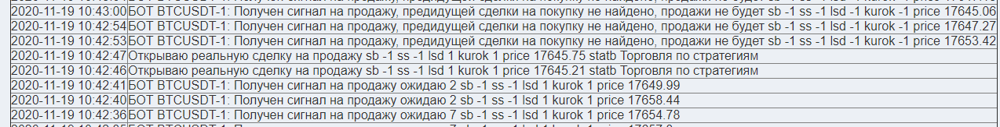 2020-11-19 10:43:00 БОТ BTCUSDT-1: Получен сигнал на продажу, предидущей сделки на покупку не найдено, продажи не будет sb -1 ss -1 lsd -1 kurok -1 price 17645.06
2020-11-19 10:42:54 БОТ BTCUSDT-1: Получен сигнал на продажу, предидущей сделки на покупку не найдено, продажи не будет sb -1 ss -1 lsd -1 kurok -1 price 17647.27
2020-11-19 10:42:53 БОТ BTCUSDT-1: Получен сигнал на продажу, предидущей сделки на покупку не найдено, продажи не будет sb -1 ss -1 lsd -1 kurok -1 price 17653.42
2020-11-19 10:42:47 Открываю реальную сделку на продажу sb -1 ss -1 lsd 1 kurok 1 price 17645.75 statb Торговля по стратегиям
2020-11-19 10:42:46 Открываю реальную сделку на продажу sb -1 ss -1 lsd 1 kurok 1 price 17645.21 statb Торговля по стратегиям
2020-11-19 10:42:41 БОТ BTCUSDT-1: Получен сигнал на продажу ожидаю 2 sb -1 ss -1 lsd 1 kurok 1 price 17649.99
2020-11-19 10:42:40 БОТ BTCUSDT-1: Получен сигнал на продажу ожидаю 2 sb -1 ss -1 lsd 1 kurok 1 price 17658.44
2020-11-19 10:42:36 БОТ BTCUSDT-1: Получен сигнал на продажу ожидаю 7 sb -1 ss -1 lsd 1 kurok 1 price 17654.78